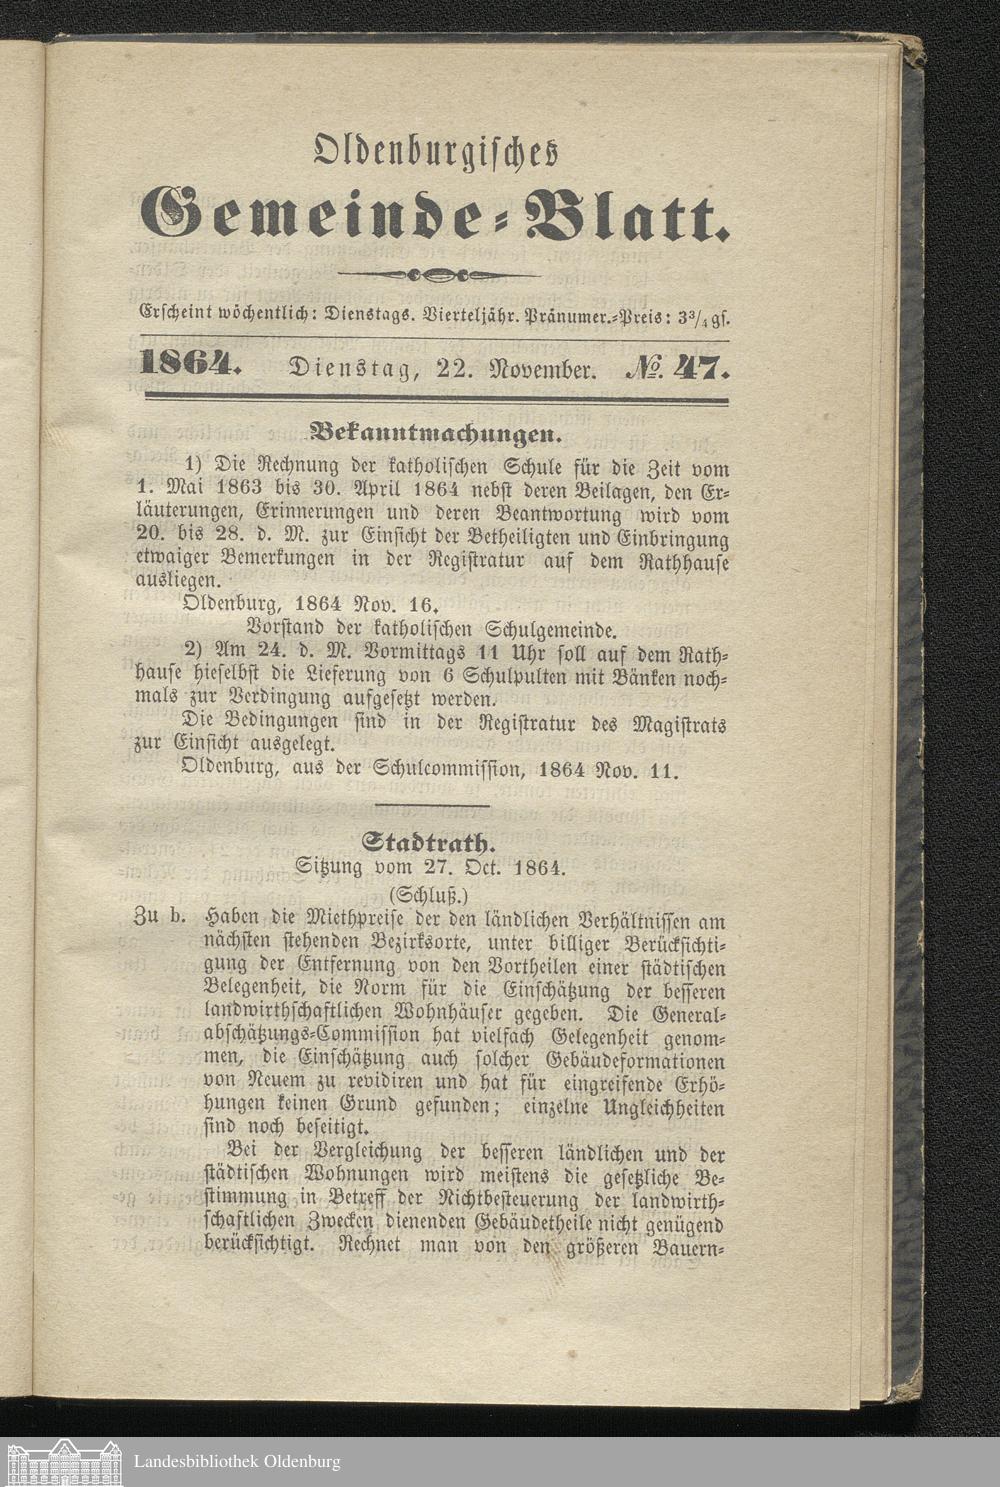 Oldenburgisches
Gemeinde-Blatt.
Erscheint wöchentlich: Dienstags. Vierteljähr. Pränumer.-Preis: 3¾ gs.
1864. Dienstag, 22. November. №. 47.
Bekanntmachungen.
1) Die Rechnung der katholischen Schule für die Zeit vom
1. Mai 1863 bis 30. April 1864 nebst deren Beilagen, den Er-
läuterungen, Erinnerungen und deren Beantwortung wird vom
20. bis 28. d. M. zur Einsicht der Betheiligten und Einbringung
etwaiger Bemerkungen in der Registratur auf dem Rathhause
ausliegen.
Oldenburg, 1864 Nov. 16.
Vorstand der katholischen Schulgemeinde.
2) Am 24. d. M. Vormittags 11 Uhr soll auf dem Rath-
hause hieselbst die Lieferung von 6 Schulpulten mit Bänken noch-
mals zur Verdingung aufgesetzt werden.
Die Bedingungen sind in der Registratur des Magistrats
zur Einsicht ausgelegt.
Oldenburg, aus der Schulcommission, 1864 Nov. 11.
Stadtrath.
Sitzung vom 27. Oct. 1864.
(Schluß.)
Zu b. Haben die Miethpreise der den ländlichen Verhältnissen am
nächsten stehenden Bezirksorte, unter billiger Berücksichti-
gung der Entfernung von den Vortheilen einer städtischen
Belegenheit, die Norm für die Einschätzung der besseren
landwirthschaftlichen Wohnhäuser gegeben. Die General-
abschätzungs-Commission hat vielfach Gelegenheit genom-
men, die Einschätzung auch solcher Gebäudeformationen
von Neuem zu revidiren und hat für eingreifende Erhö-
hungen keinen Grund gefunden; einzelne Ungleichheiten
sind noch beseitigt.
Bei der Vergleichung der besseren ländlichen und der
städtischen Wohnungen wird meistens die gesetzliche Be-
stimmung in Betreff der Nichtbesteuerung der landwirth-
schaftlichen Zwecken dienenden Gebäudetheile nicht genügend
berücksichtigt. Rechnet man von den größeren Bauern-
Landesbibliothek Oldenburg